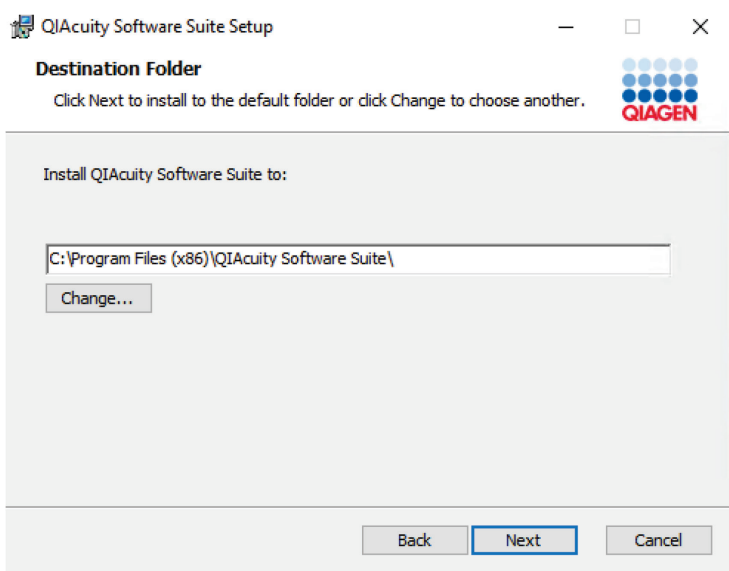 QIAcuity Software Suite Setup
Destination Folder
Click Next to install to the default folder or click Change to choose another.
QIAGEN
Install QIAcuity Software Suite to:
C:\Program Files (x86)\QIAcuity Software Suite\
Change...
Back Next Cancel